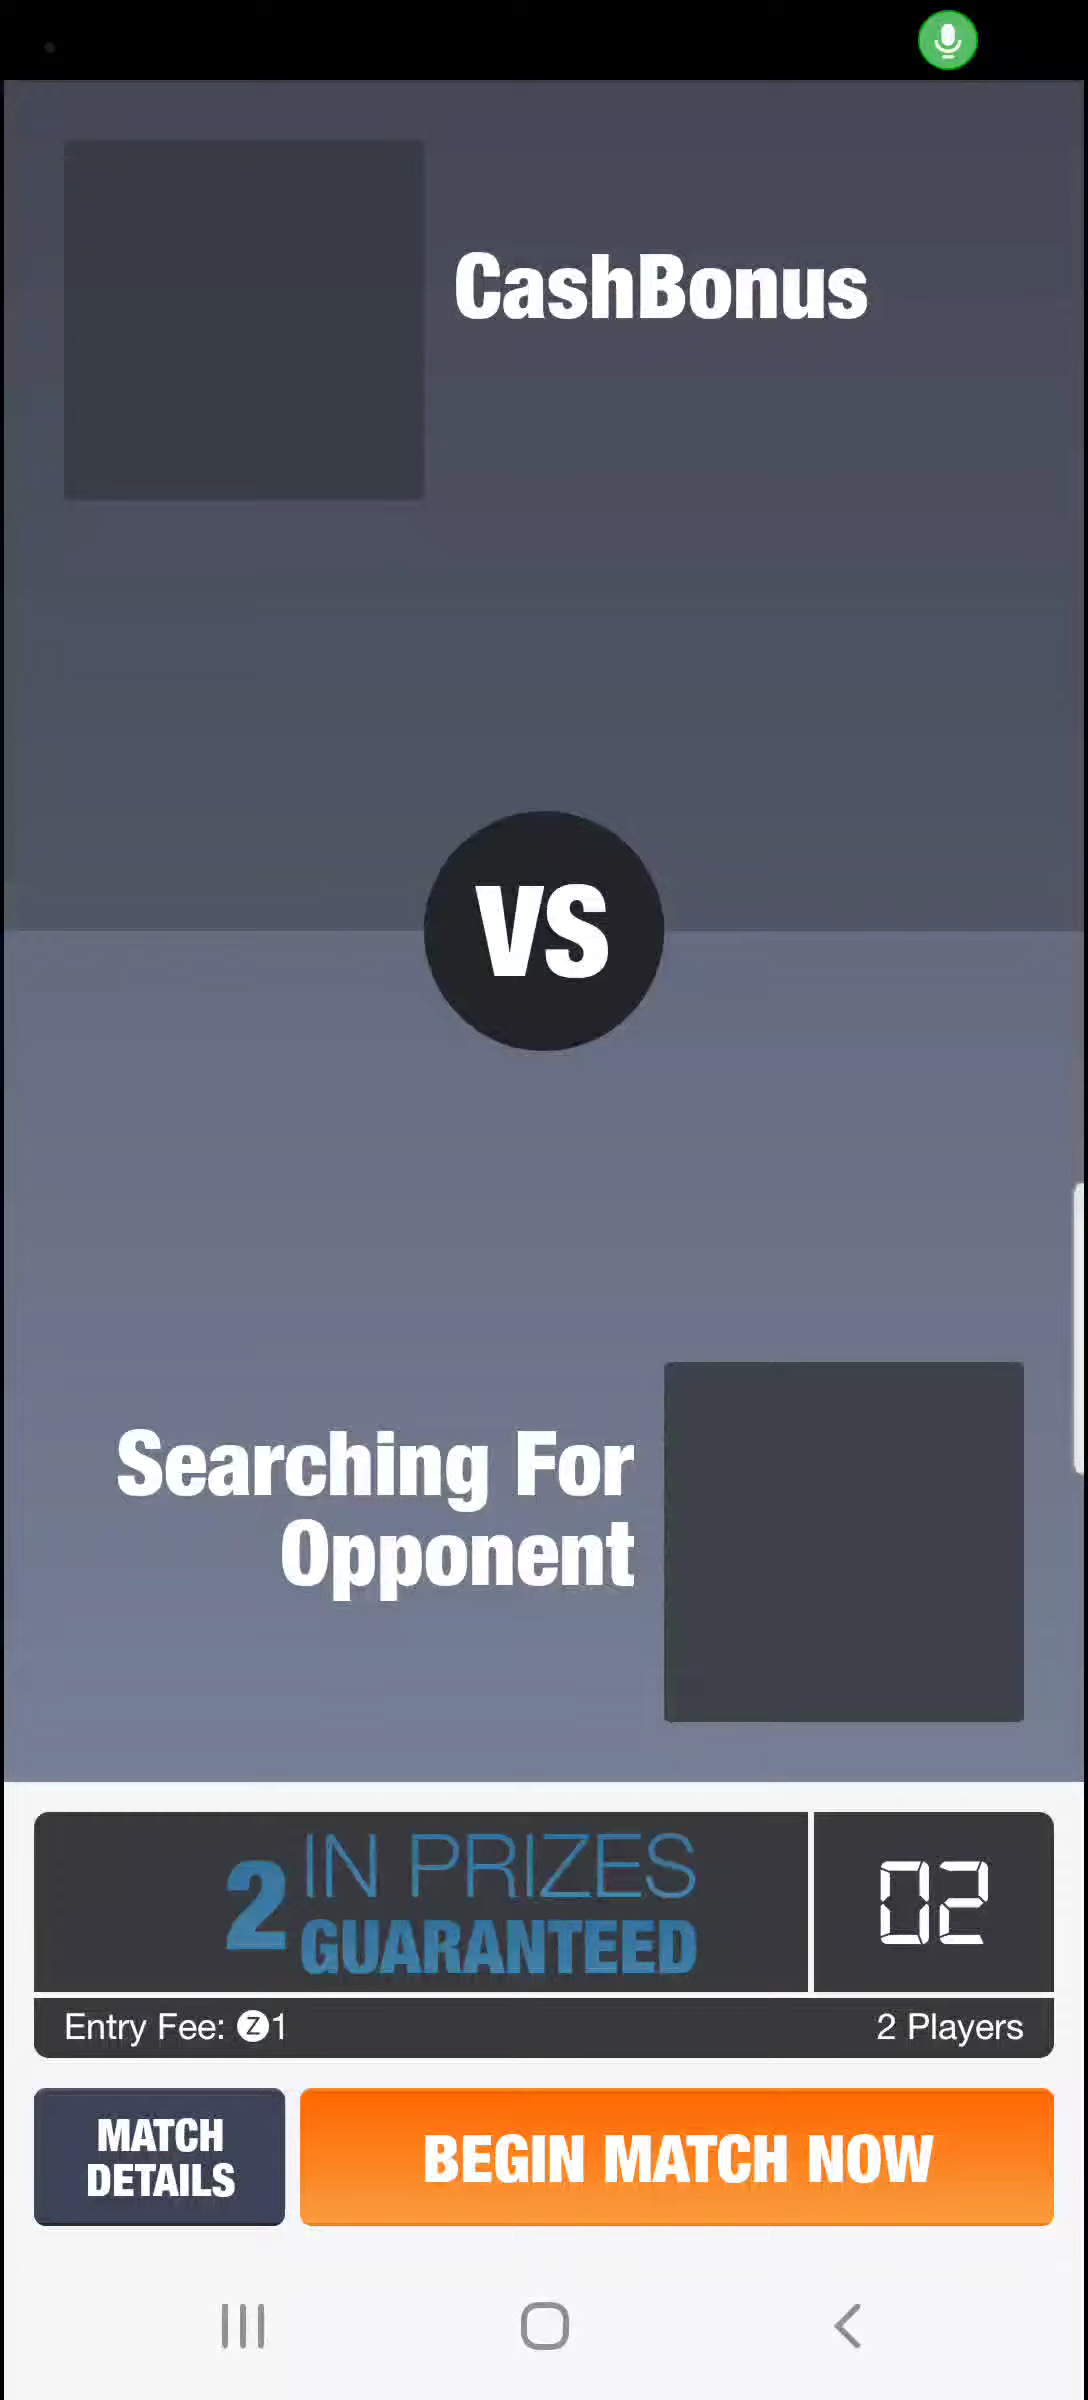 CashBonus
VS
Searching For
Opponent
2 IN PRIZES
GUARANTEED
02
Entry Fee: Z1
2 Players
MATCH
DETAILS
BEGIN MATCH NOW